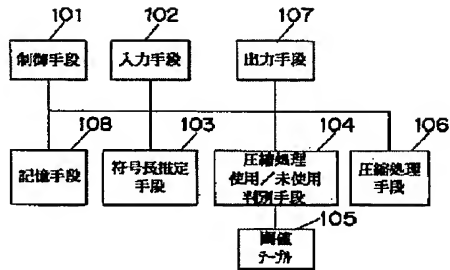 101
102
107
制御手段
入力手段
出力手段
108
103
104
106
記憶手段
符号長推定
手段
圧縮処理
使用/未使用
判別手段
圧縮処理
手段
105
閾値
テーブル